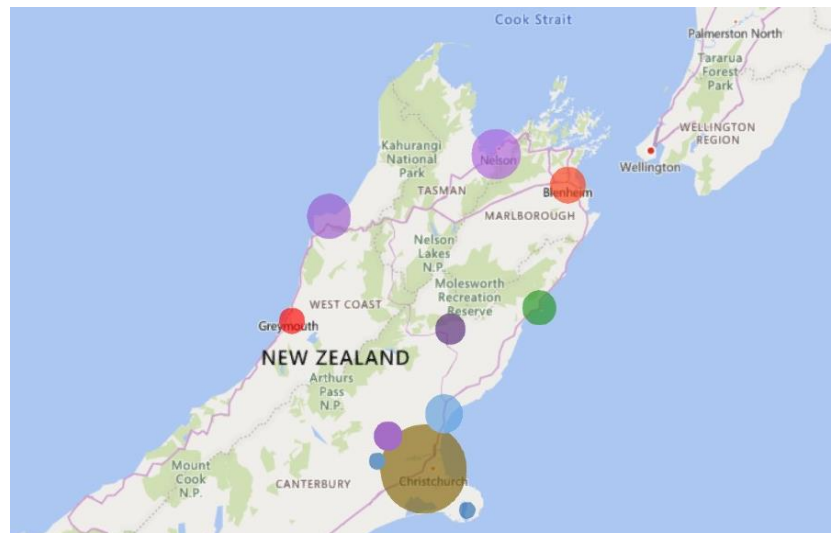 Cook Strait
Palmerston North
Tararua
Forest
Park
Kahurangi
National
Park
WELLINGTON
REGION
Nelson
Wellington
TASMAN
Blenheim
MARLBOROUGH
Nelson
Lakes
N.P.
Molesworth
Recreation
Reserve
WEST COAST
Greymouth
NEW ZEALAND
Arthurs
Pass
N.P.
Mount
Cook
N.P.
CANTERBURY
Christchurch